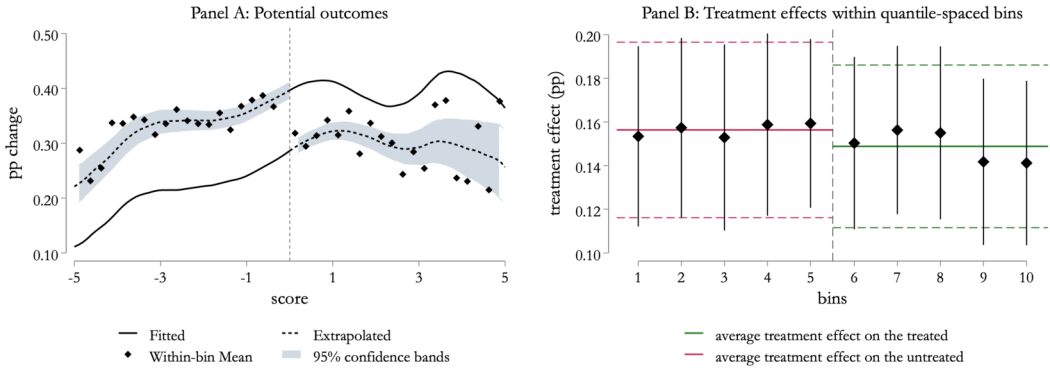 Panel A: Potential outcomes
0.50
0.40
0.30
0.20
0.10
pp change
-5
-3
-1
1
3
5
score
Fitted
Extrapolated
Within-bin Mean
95% confidence bands
Panel B: Treatment effects within quantile-spaced bins
0.20
0.18
0.16
0.14
0.12
0.10
treatment effect (pp)
1
2
3
4
5
6
7
8
9
10
bins
average treatment effect on the treated
average treatment effect on the untreated